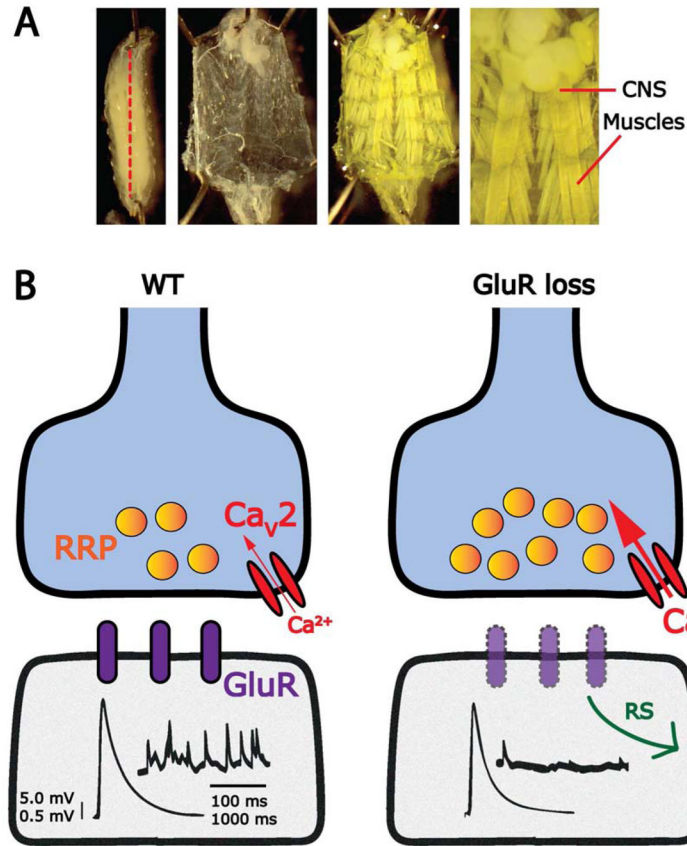 A
CNS
Muscles
B
WT
GluR loss
RRP
Caᵥ2
Ca²⁺
Ca
GluR
RS
5.0 mV
0.5 mV
100 ms
1000 ms